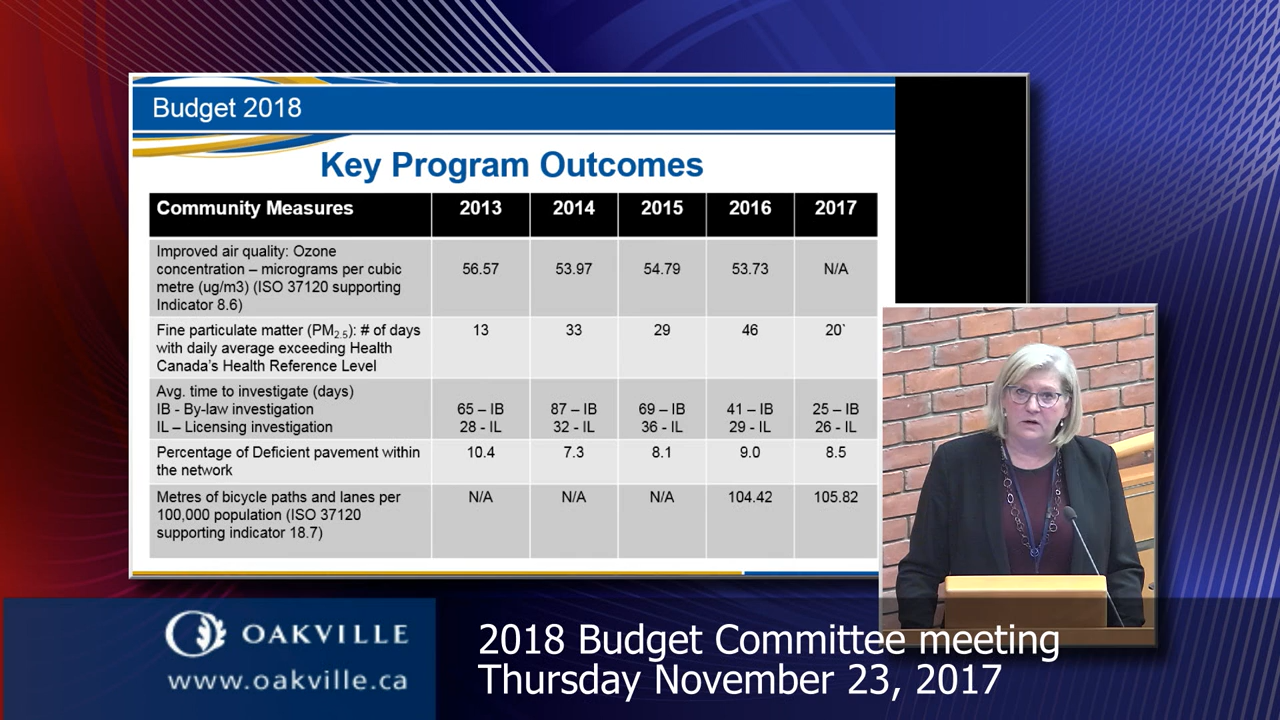 Budget 2018
Key Program Outcomes
Community Measures 2013 2014 2015 2016 2017
Improved air quality: Ozone
concentration – micrograms per cubic
metre (ug/m3) (ISO 37120 supporting
Indicator 8.6)
56.57 53.97 54.79 53.73 N/A
Fine particulate matter (PM2.5): # of days
with daily average exceeding Health
Canada's Health Reference Level
13 33 29 46 20`
Avg. time to investigate (days)
IB - By-law investigation
IL – Licensing investigation
65 – IB 87 – IB 69 – IB 41 – IB 25 – IB
28 - IL 32 - IL 36 - IL 29 - IL 26 - IL
Percentage of Deficient pavement within
the network
10.4 7.3 8.1 9.0 8.5
Metres of bicycle paths and lanes per
100,000 population (ISO 37120
supporting indicator 18.7)
N/A N/A N/A 104.42 105.82
OAKVILLE
www.oakville.ca
2018 Budget Committee meeting
Thursday November 23, 2017